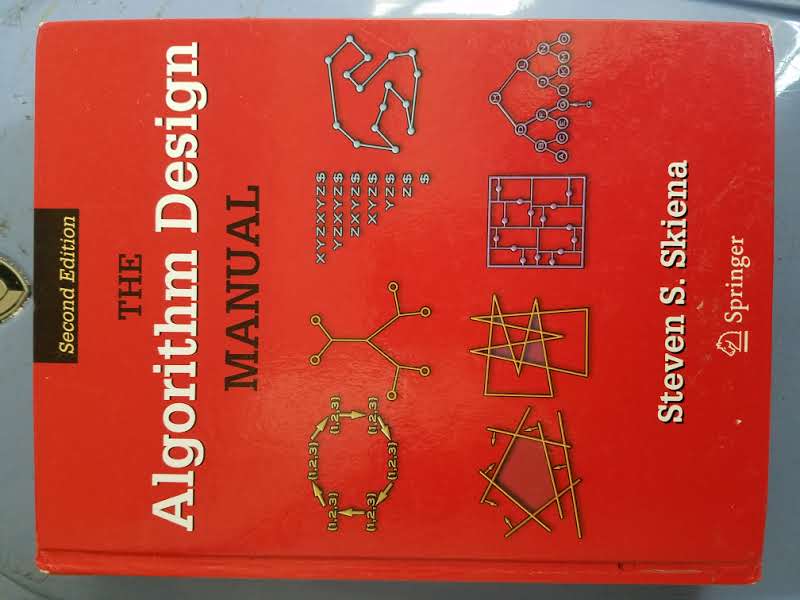 Second Edition
THE
Algorithm Design
MANUAL
{1,2,3}
{1,2,3}
{1,2,3}
{1,2,3}
{1,2,3}
{1,2,3}
XYZXYZ$
YZXYZ$
ZXYZ$
XYZ$
YZ$
Z$
$
H
D L
B F J N
A C E G I K M O
Steven S. Skiena
Springer